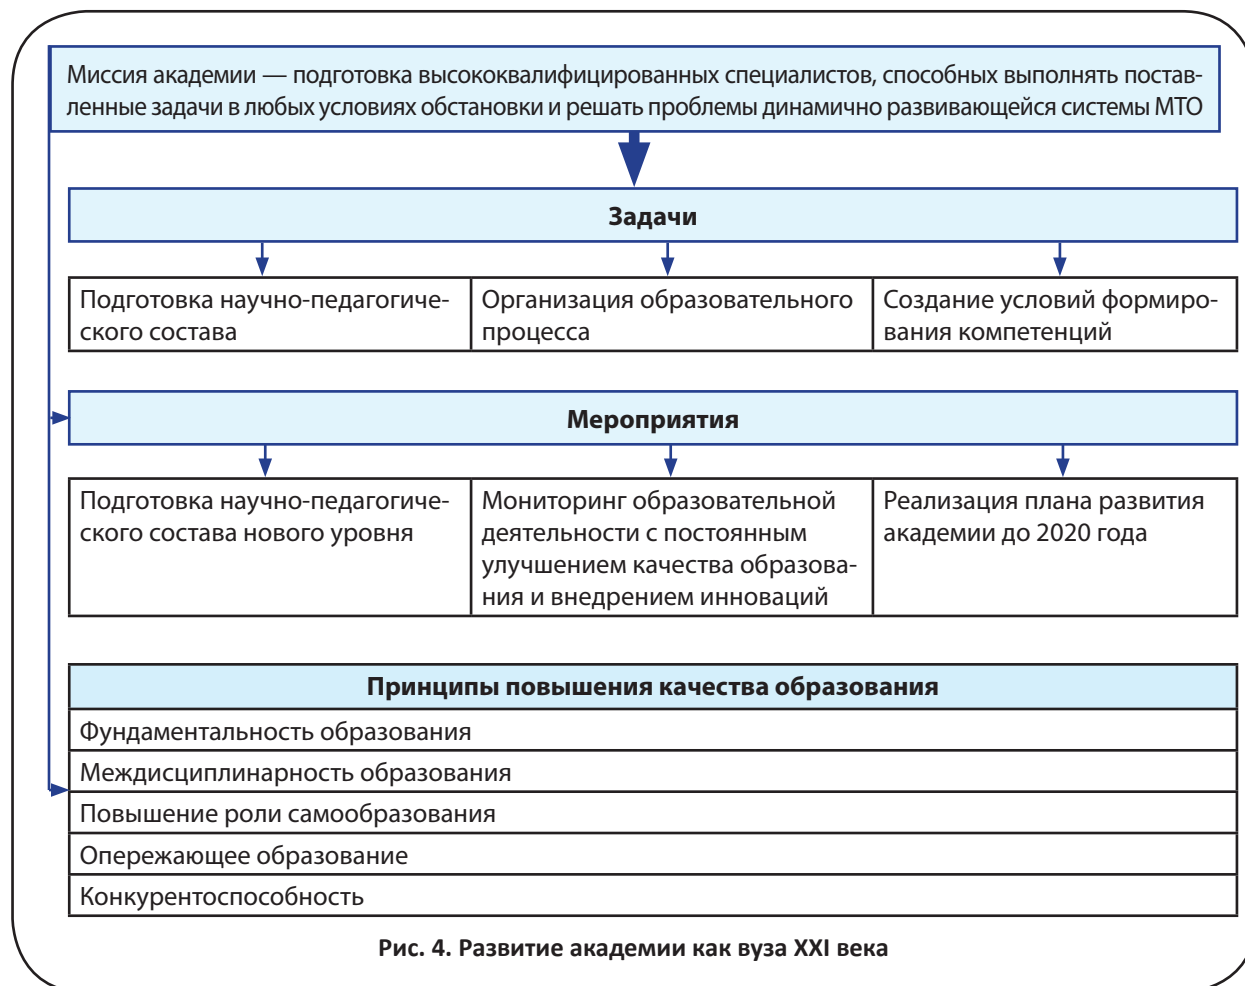 Миссия академии — подготовка высококвалифицированных специалистов, способных выполнять постав-
ленные задачи в любых условиях обстановки и решать проблемы динамично развивающейся системы МТО
Задачи
Подготовка научно-педагогиче-
ского состава
Организация образовательного
процесса
Создание условий формиро-
вания компетенций
Мероприятия
Подготовка научно-педагогиче-
ского состава нового уровня
Мониторинг образовательной
деятельности с постоянным
улучшением качества образова-
ния и внедрением инноваций
Реализация плана развития
академии до 2020 года
Принципы повышения качества образования
Фундаментальность образования
Междисциплинарность образования
Повышение роли самообразования
Опережающее образование
Конкурентоспособность
Рис. 4. Развитие академии как вуза XXI века